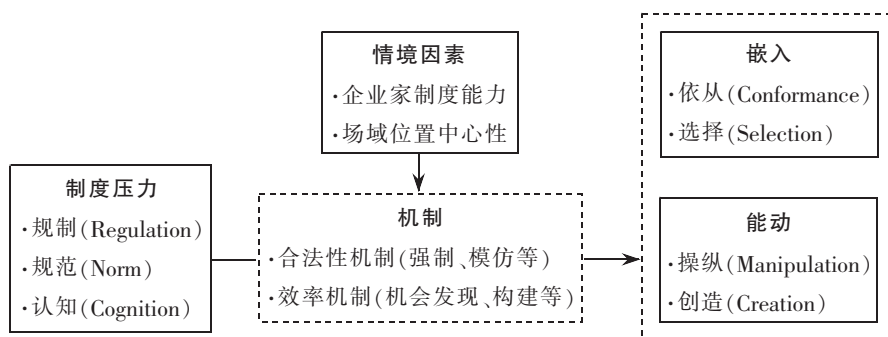 制度压力
·规制(Regulation)
·规范(Norm)
·认知(Cognition)
情境因素
·企业家制度能力
·场域位置中心性
机制
·合法性机制(强制、模仿等)
·效率机制(机会发现、构建等)
嵌入
·依从(Conformance)
·选择(Selection)
能动
·操纵(Manipulation)
·创造(Creation)